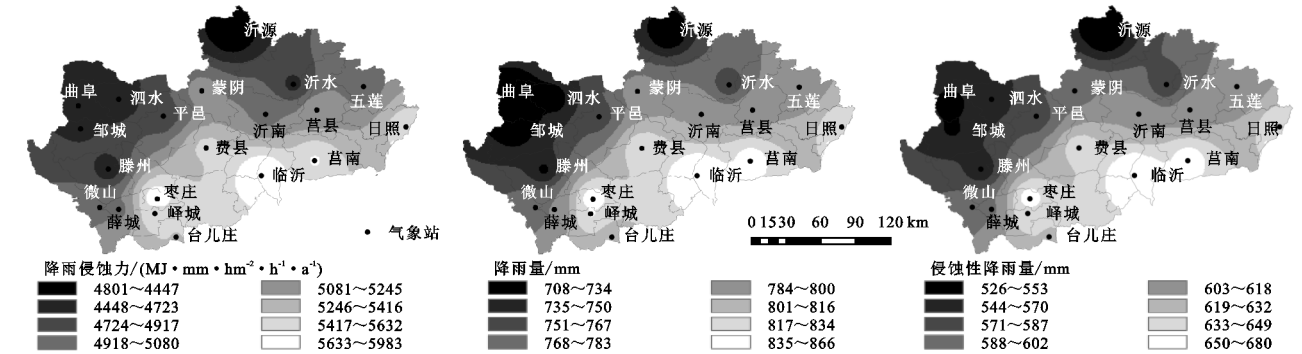 沂源
曲阜
泗水
蒙阴
沂水
五莲
邹城
平邑
沂南
莒县
日照
滕州
费县
莒南
微山
枣庄
临沂
薛城
峄城
台儿庄
气象站
降雨侵蚀力/(MJ·mm·hm⁻²·h⁻¹·a⁻¹)
4801~4447
4448~4723
4724~4917
4918~5080
5081~5245
5246~5416
5417~5632
5633~5983
沂源
曲阜
泗水
蒙阴
沂水
五莲
邹城
平邑
沂南
莒县
日照
滕州
费县
莒南
微山
枣庄
临沂
薛城
峄城
台儿庄
0 1530 60 90 120 km
降雨量/mm
708~734
735~750
751~767
768~783
784~800
801~816
817~834
835~866
沂源
曲阜
泗水
蒙阴
沂水
五莲
邹城
平邑
沂南
莒县
日照
滕州
费县
莒南
微山
枣庄
临沂
薛城
峄城
台儿庄
侵蚀性降雨量/mm
526~553
544~570
571~587
588~602
603~618
619~632
633~649
650~680